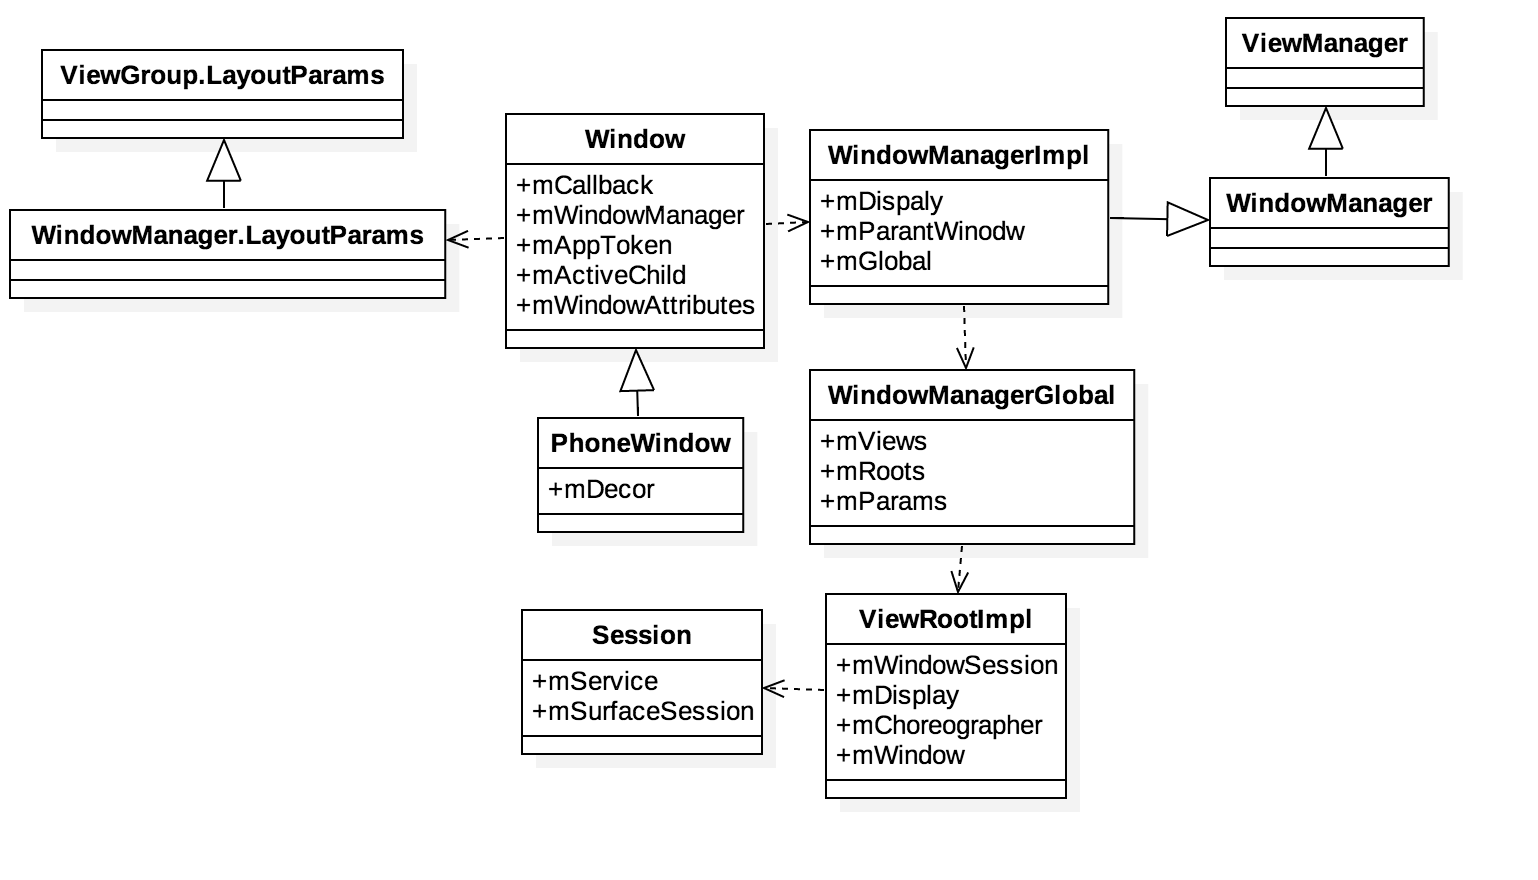 ViewGroup.LayoutParams
WindowManager.LayoutParams
Window
+mCallback
+mWindowManager
+mAppToken
+mActiveChild
+mWindowAttributes
PhoneWindow
+mDecor
WindowManagerImpl
+mDispaly
+mParantWinodw
+mGlobal
ViewManager
WindowManager
WindowManagerGlobal
+mViews
+mRoots
+mParams
Session
+mService
+mSurfaceSession
ViewRootImpl
+mWindowSession
+mDisplay
+mChoreographer
+mWindow